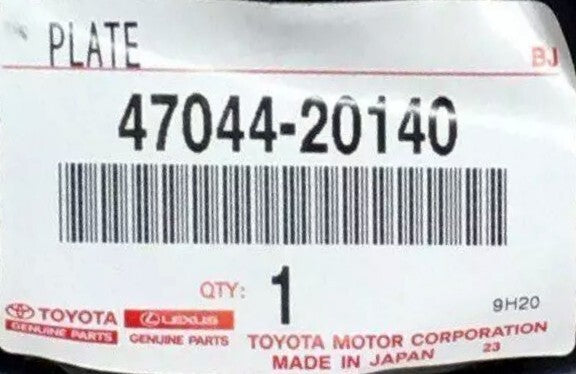 PLATE
BJ
47044-20140
QTY: 1
9H20
TOYOTA
GENUINE PARTS
LEXUS
GENUINE PARTS
TOYOTA MOTOR CORPORATION
MADE IN JAPAN 23